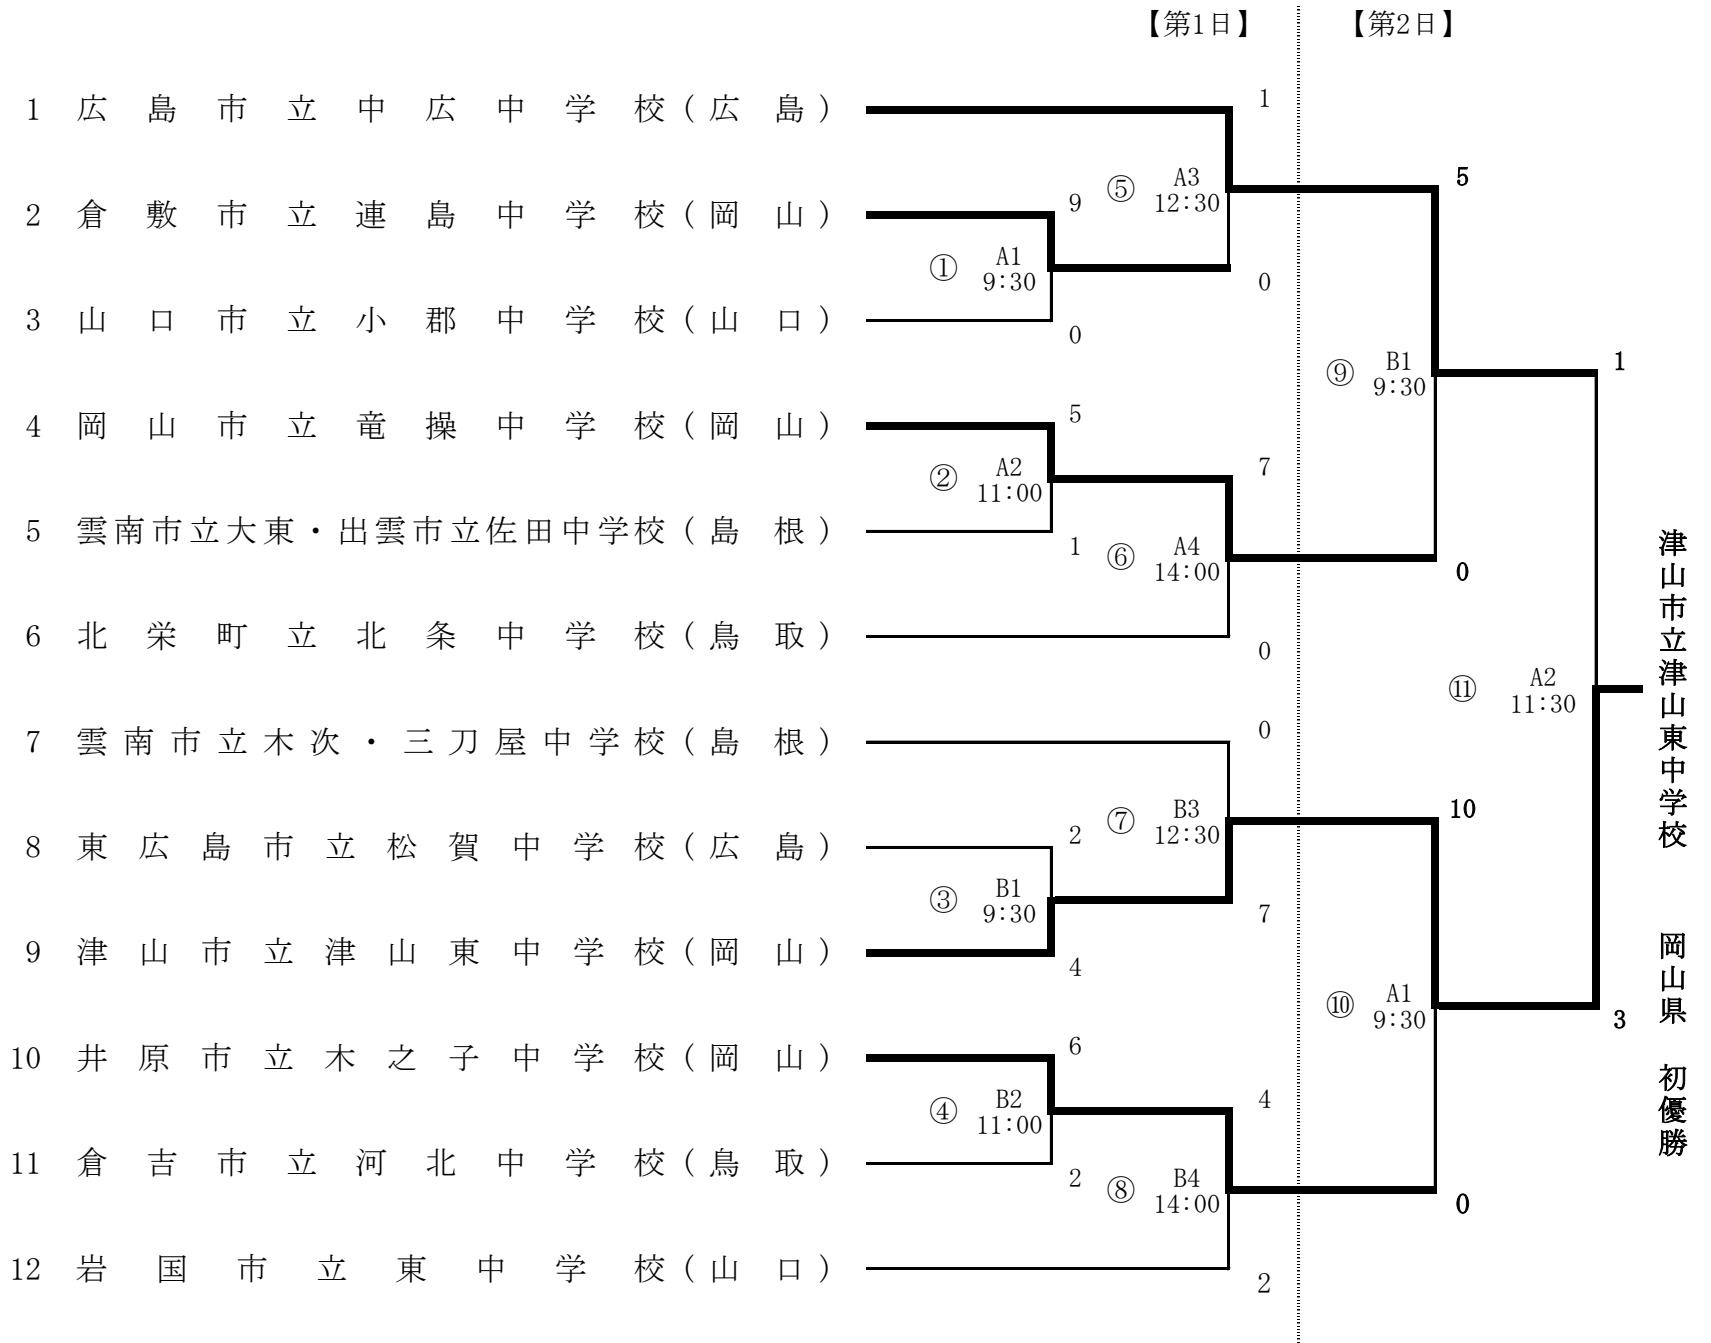 【第1日】 【第2日】
1 広島市立中広中学校(広島) 1
5
⑤ A3 12:30
2 倉敷市立連島中学校(岡山) 9
① A1 9:30
0
3 山口市立小郡中学校(山口) 0
⑨ B1 9:30
1
4 岡山市立竜操中学校(岡山) 5
7
② A2 11:00
5 雲南市立大東・出雲市立佐田中学校(島根) 1
⑥ A4 14:00
0
6 北栄町立北条中学校(鳥取) 0
⑪ A2 11:30
津山市立津山東中学校 岡山県 初優勝
7 雲南市立木次・三刀屋中学校(島根) 0
10
⑦ B3 12:30
8 東広島市立松賀中学校(広島) 2
③ B1 9:30
7
9 津山市立津山東中学校(岡山) 4
⑩ A1 9:30
3
10 井原市立木之子中学校(岡山) 6
4
④ B2 11:00
11 倉吉市立河北中学校(鳥取) 2
⑧ B4 14:00
0
12 岩国市立東中学校(山口) 2